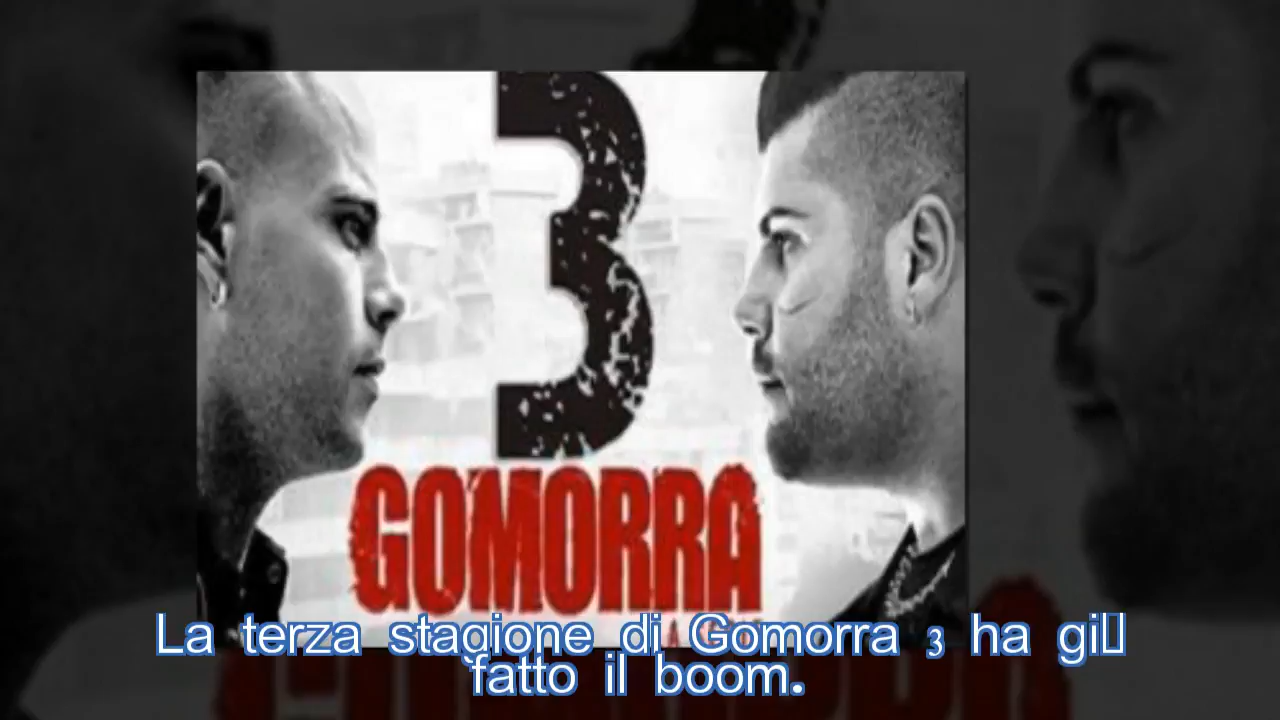 3
GOMORRA
La terza stagione di Gomorra 3 ha gi▯
fatto il boom.